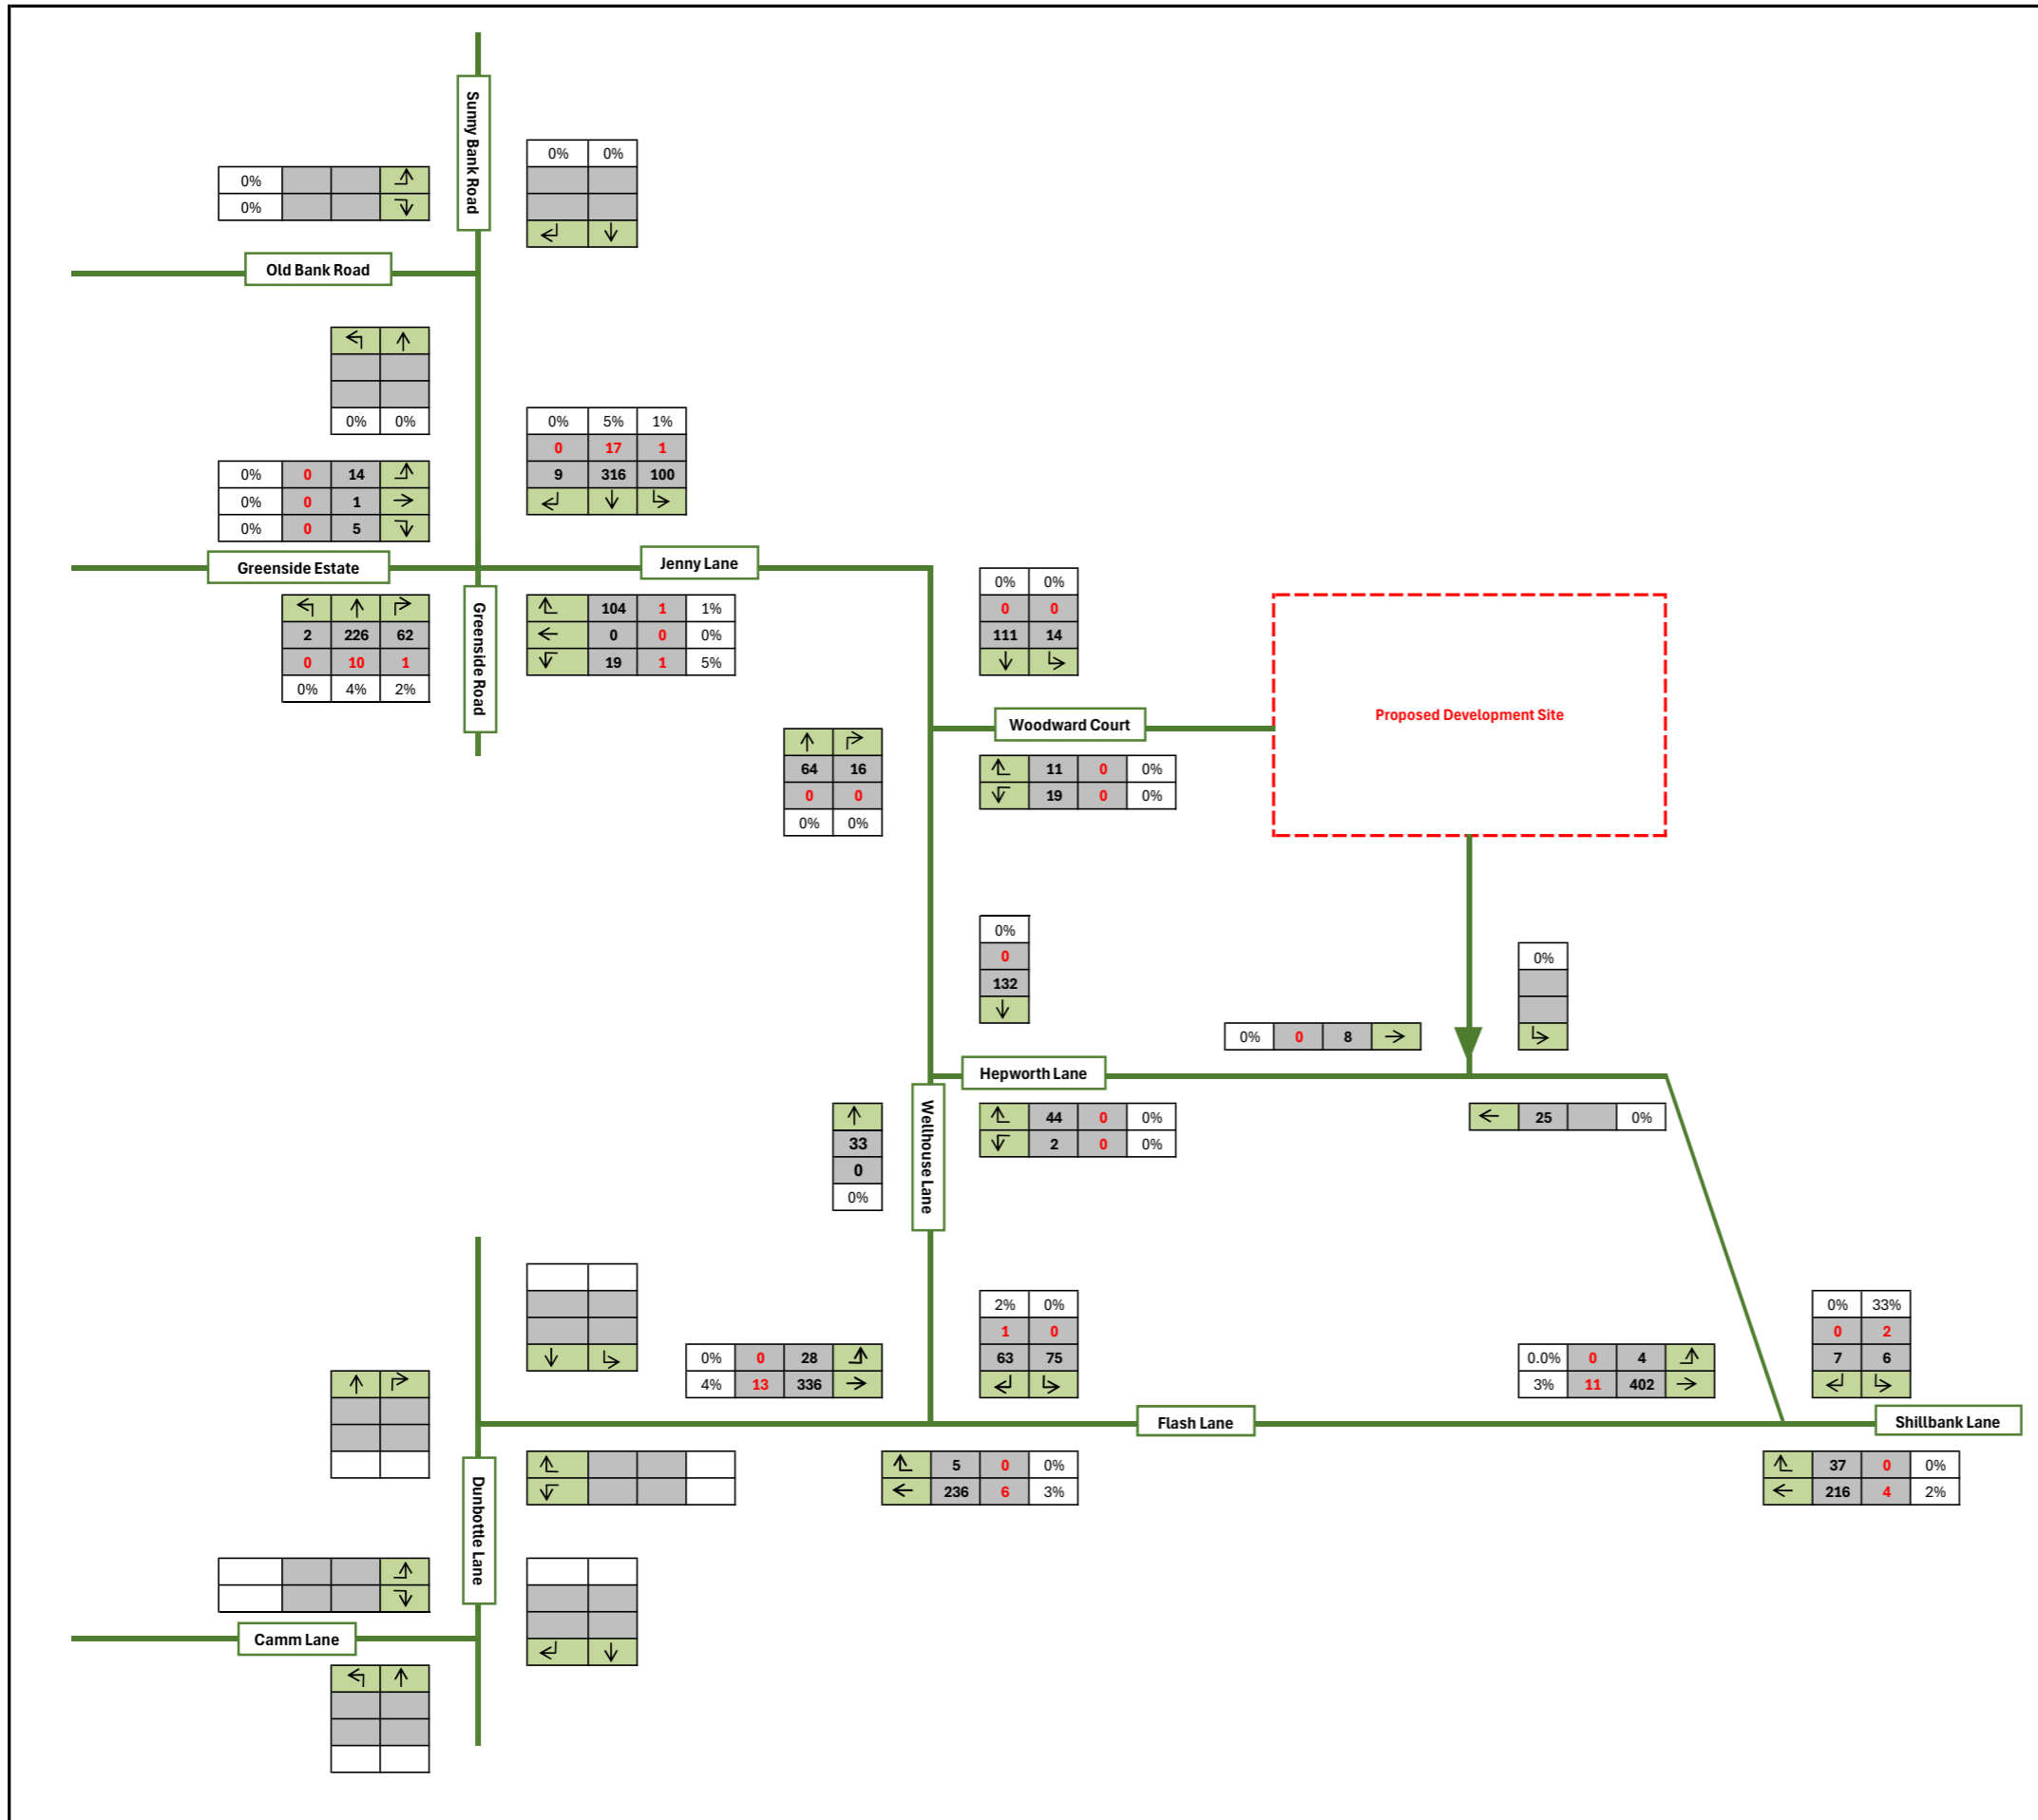 Sunny Bank Road
0% 0%
0%
0%
Old Bank Road
0% 0%
0% 5% 1%
0 17 1
9 316 100
0% 0 14
0% 0 1
0% 0 5
Greenside Estate
Jenny Lane
2 226 62
0 10 1
0% 4% 2%
Greenside Road
104 1 1%
0 0 0%
19 1 5%
0% 0%
0 0
111 14
Woodward Court
Proposed Development Site
64 16
0 0
0% 0%
11 0 0%
19 0 0%
0%
0
132
0% 0 8
0%
Hepworth Lane
33
0
0%
Wellhouse Lane
44 0 0%
2 0 0%
25 0%
2% 0%
1 0
63 75
0% 0 28
4% 13 336
0% 33%
0 2
7 6
0.0% 0 4
3% 11 402
Flash Lane
Shillbank Lane
Dunbottle Lane
5 0 0%
236 6 3%
37 0 0%
216 4 2%
Camm Lane